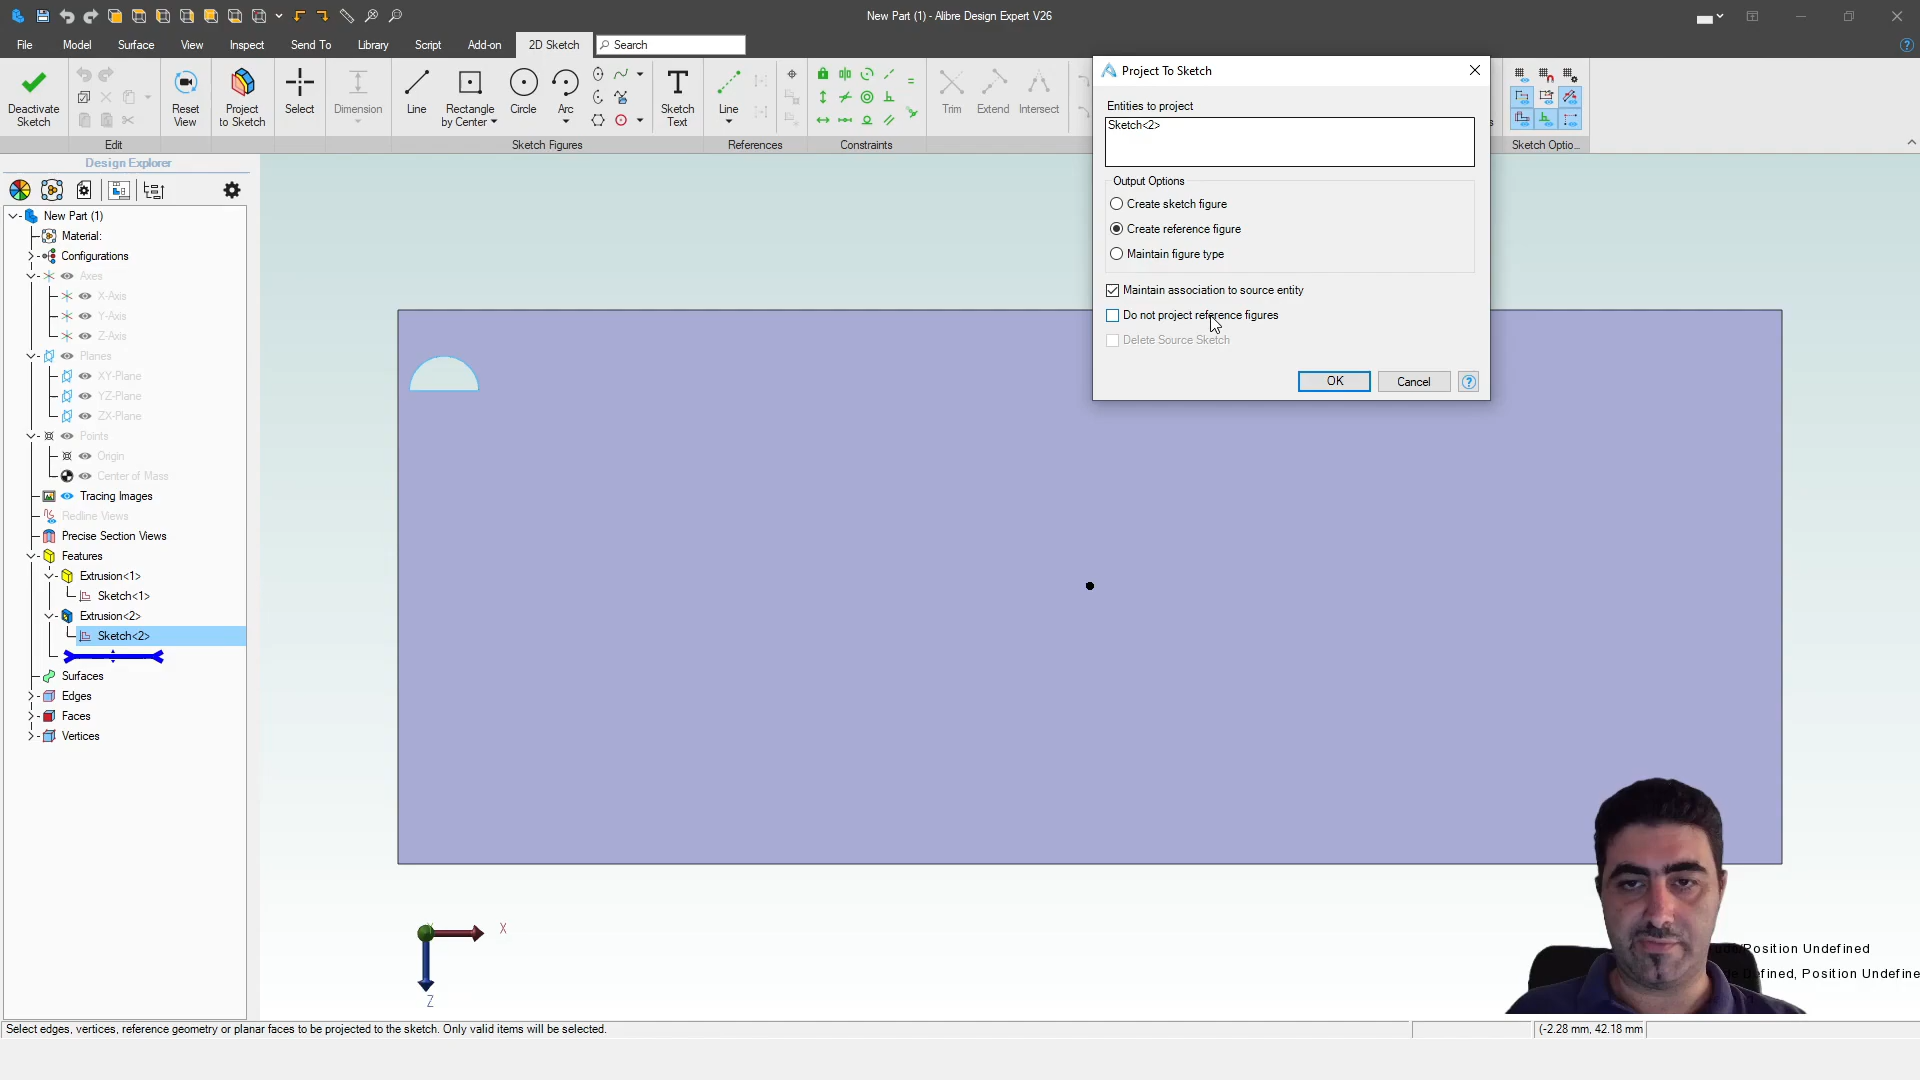 New Part (1) - Alibre Design Expert V26
File
Model
Surface
View
Inspect
Send To
Library
Script
Add-on
2D Sketch
Search
Deactivate
Sketch
Edit
Reset
View
Project
to Sketch
Select
Dimension
Line
Rectangle
by Center
Circle
Arc
Sketch
Text
Sketch Figures
Line
References
Constraints
Trim
Extend
Intersect
Sketch Optio...
Design Explorer
New Part (1)
Material:
Configurations
Axes
X-Axis
Y-Axis
Z-Axis
Planes
XY-Plane
YZ-Plane
ZX-Plane
Points
Origin
Center of Mass
Tracing Images
Redline Views
Precise Section Views
Features
Extrusion<1>
Sketch<1>
Extrusion<2>
Sketch<2>
Surfaces
Edges
Faces
Vertices
Project To Sketch
Entities to project
Sketch<2>
Output Options
Create sketch figure
Create reference figure
Maintain figure type
Maintain association to source entity
Do not project reference figures
Delete Source Sketch
OK
Cancel
X
Z
Position Undefined
efined, Position Undefine
Select edges, vertices, reference geometry or planar faces to be projected to the sketch. Only valid items will be selected.
(-2.28 mm, 42.18 mm